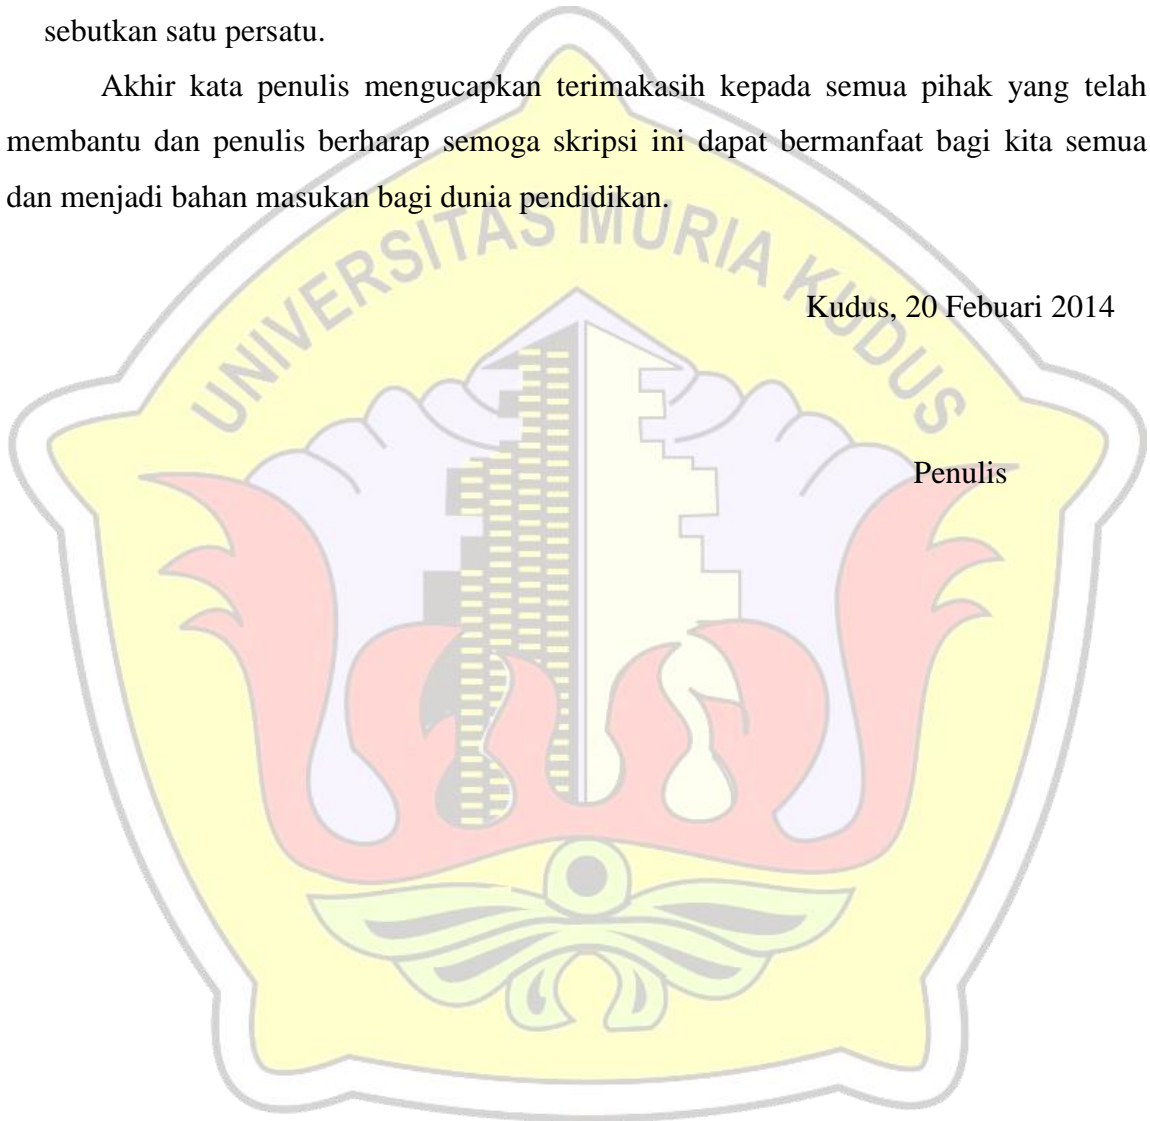 sebutkan satu persatu.
Akhir kata penulis mengucapkan terimakasih kepada semua pihak yang telah
membantu dan penulis berharap semoga skripsi ini dapat bermanfaat bagi kita semua
dan menjadi bahan masukan bagi dunia pendidikan.
UNIVERSITAS MURIA KUDUS
Kudus, 20 Febuari 2014
Penulis